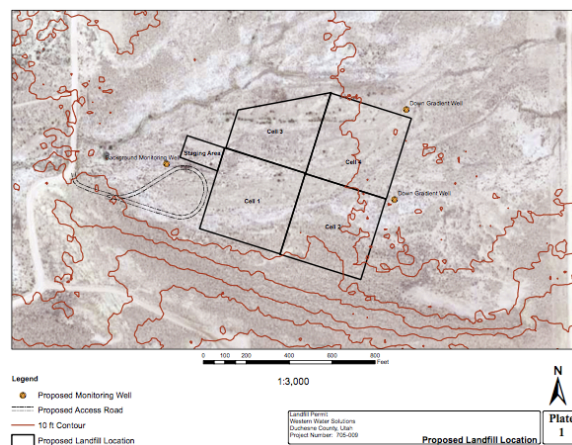 Down Gradient Well
Cell 3
Staging Area
Background Monitoring Well
Cell 4
Down Gradient Well
Cell 1
Cell 2
0 100 200 400 600 800
Feet
1:3,000
N
Legend
Proposed Monitoring Well
Proposed Access Road
10 ft Contour
Proposed Landfill Location
Landfill Permit
Western Water Solutions
Duchesne County, Utah
Project Number: 705-009
Proposed Landfill Location
Plate
1